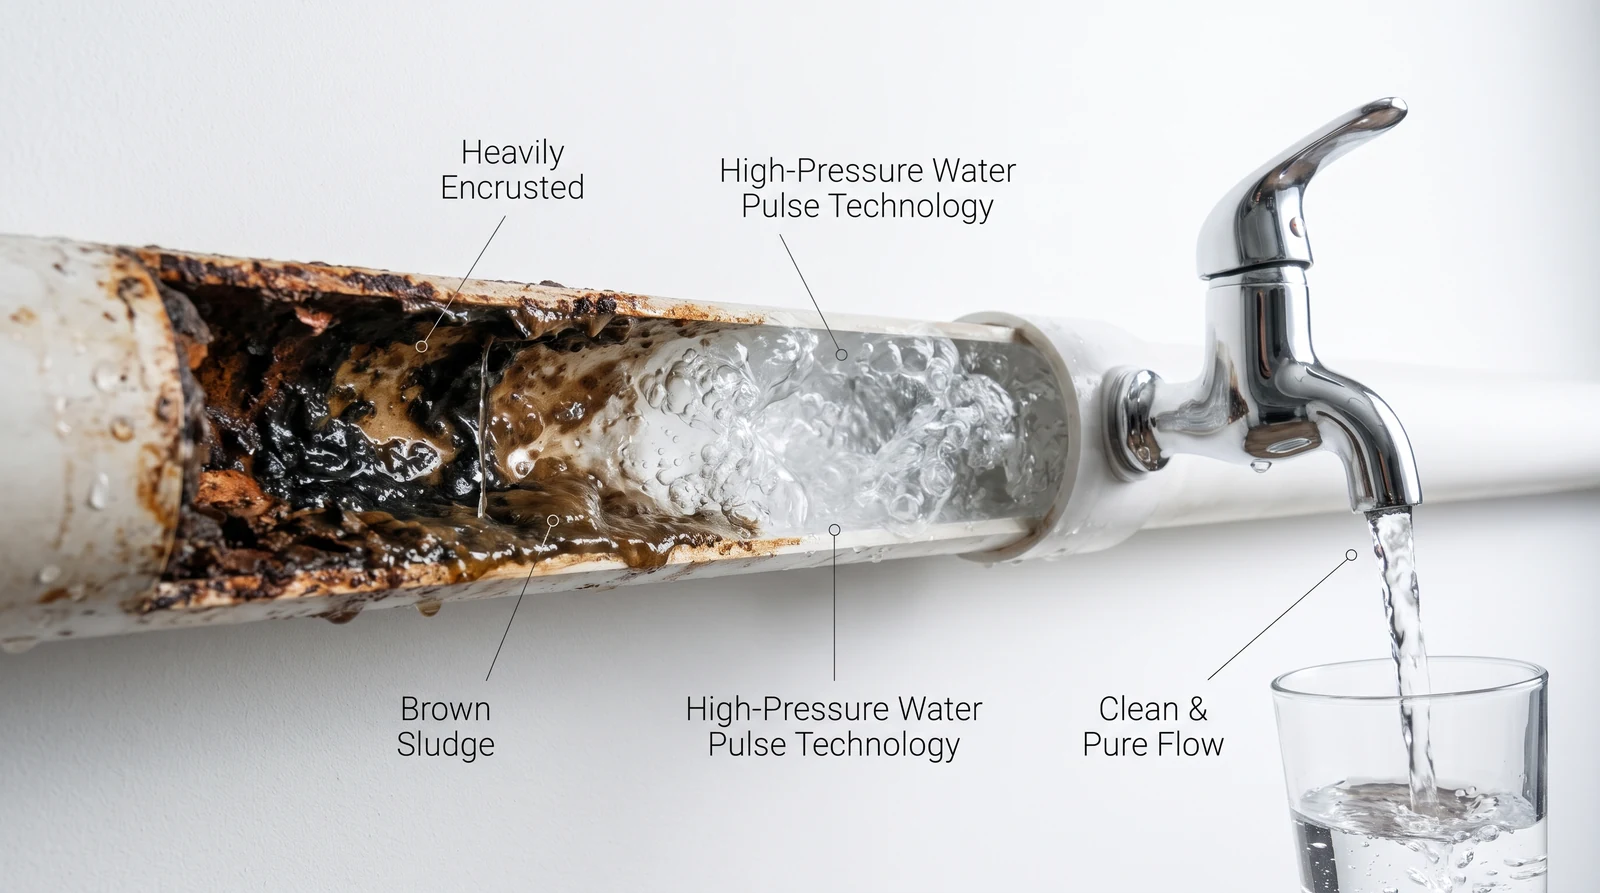 Heavily
Encrusted
High-Pressure Water
Pulse Technology
Brown
Sludge
High-Pressure Water
Pulse Technology
Clean &
Pure Flow